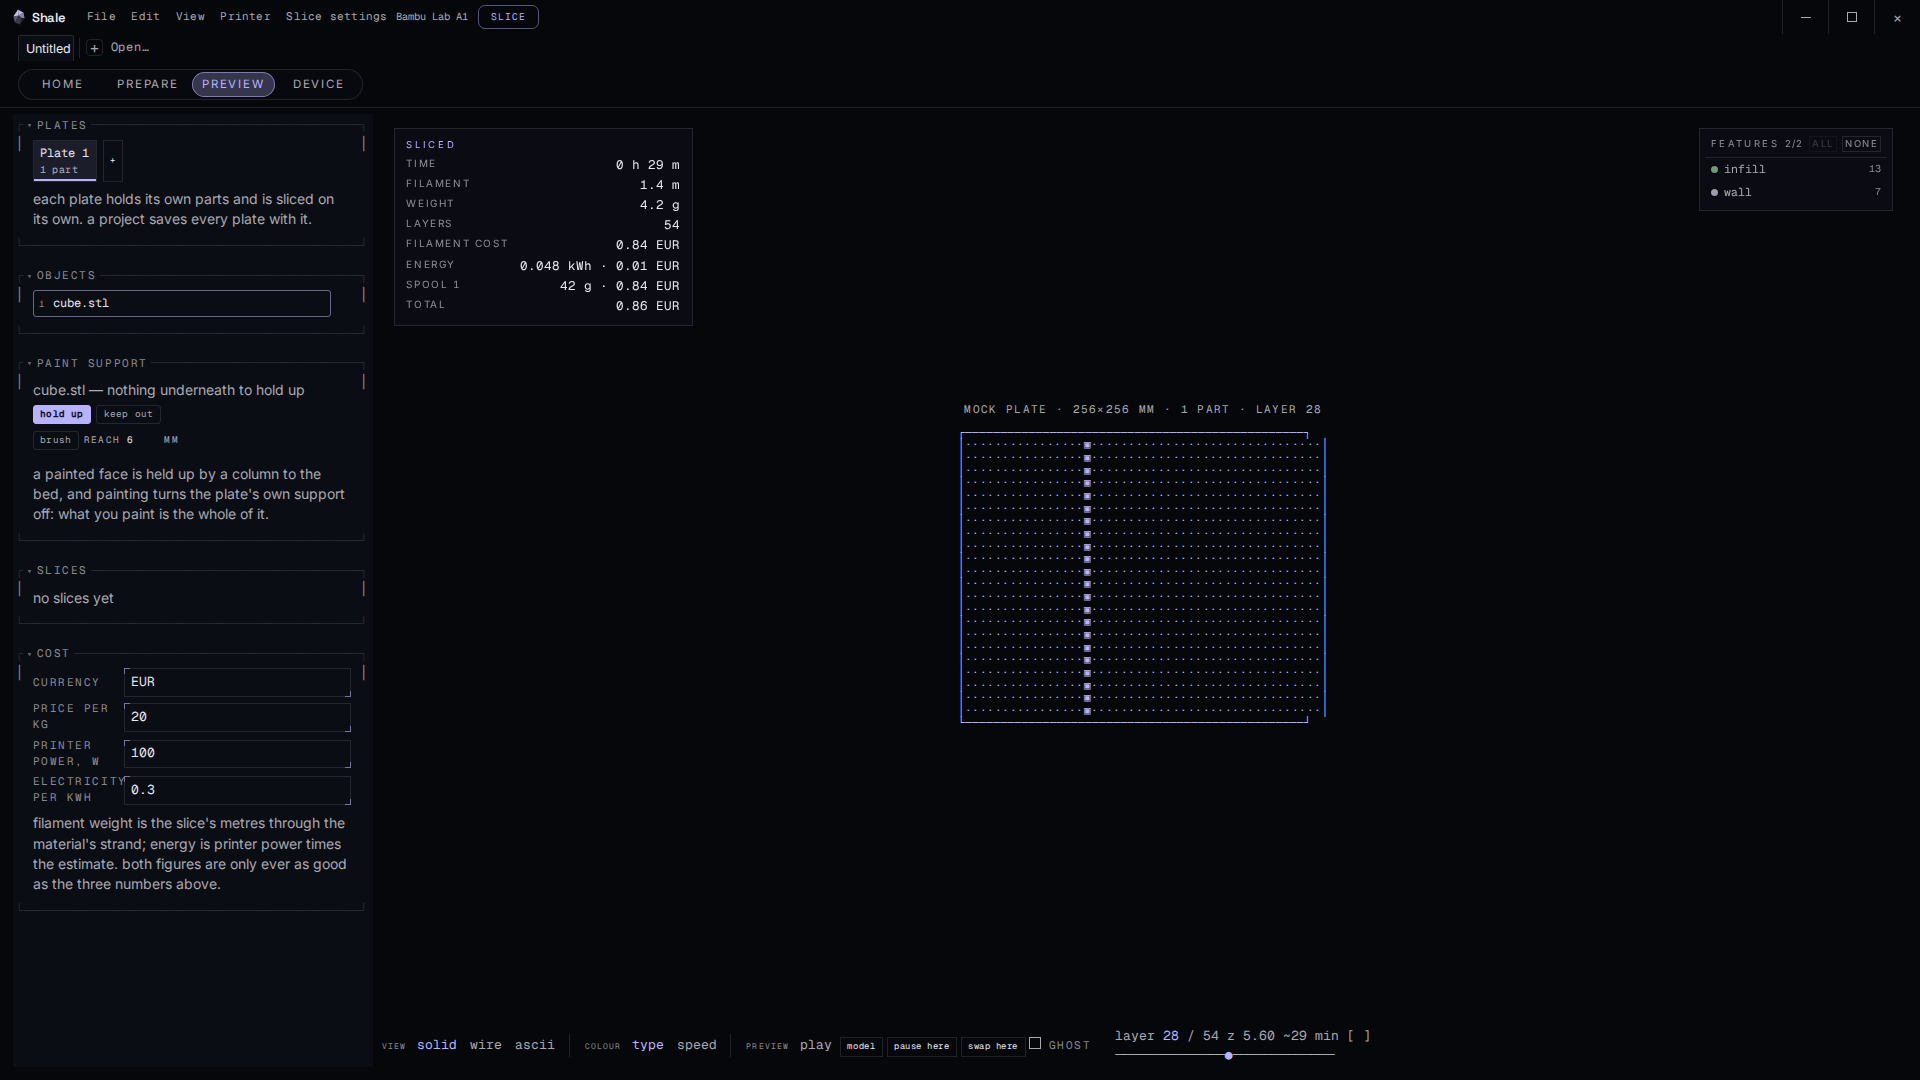 Shale File Edit View Printer Slice settings Bambu Lab A1 SLICE
Untitled + Open…
HOME PREPARE PREVIEW DEVICE
PLATES
Plate 1 +
1 part
each plate holds its own parts and is sliced on
its own. a project saves every plate with it.
OBJECTS
1 cube.stl
PAINT SUPPORT
cube.stl — nothing underneath to hold up
hold up keep out
brush REACH 6 MM
a painted face is held up by a column to the
bed, and painting turns the plate's own support
off: what you paint is the whole of it.
SLICES
no slices yet
COST
CURRENCY EUR
PRICE PER KG 20
PRINTER POWER, W 100
ELECTRICITY PER KWH 0.3
filament weight is the slice's metres through the
material's strand; energy is printer power times
the estimate. both figures are only ever as good
as the three numbers above.
SLICED
TIME 0 h 29 m
FILAMENT 1.4 m
WEIGHT 4.2 g
LAYERS 54
FILAMENT COST 0.84 EUR
ENERGY 0.048 kWh · 0.01 EUR
SPOOL 1 42 g · 0.84 EUR
TOTAL 0.86 EUR
MOCK PLATE · 256×256 MM · 1 PART · LAYER 28
FEATURES 2/2 ALL NONE
infill 13
wall 7
VIEW solid wire ascii COLOUR type speed PREVIEW play model pause here swap here GHOST
layer 28 / 54 z 5.60 ~29 min [ ]